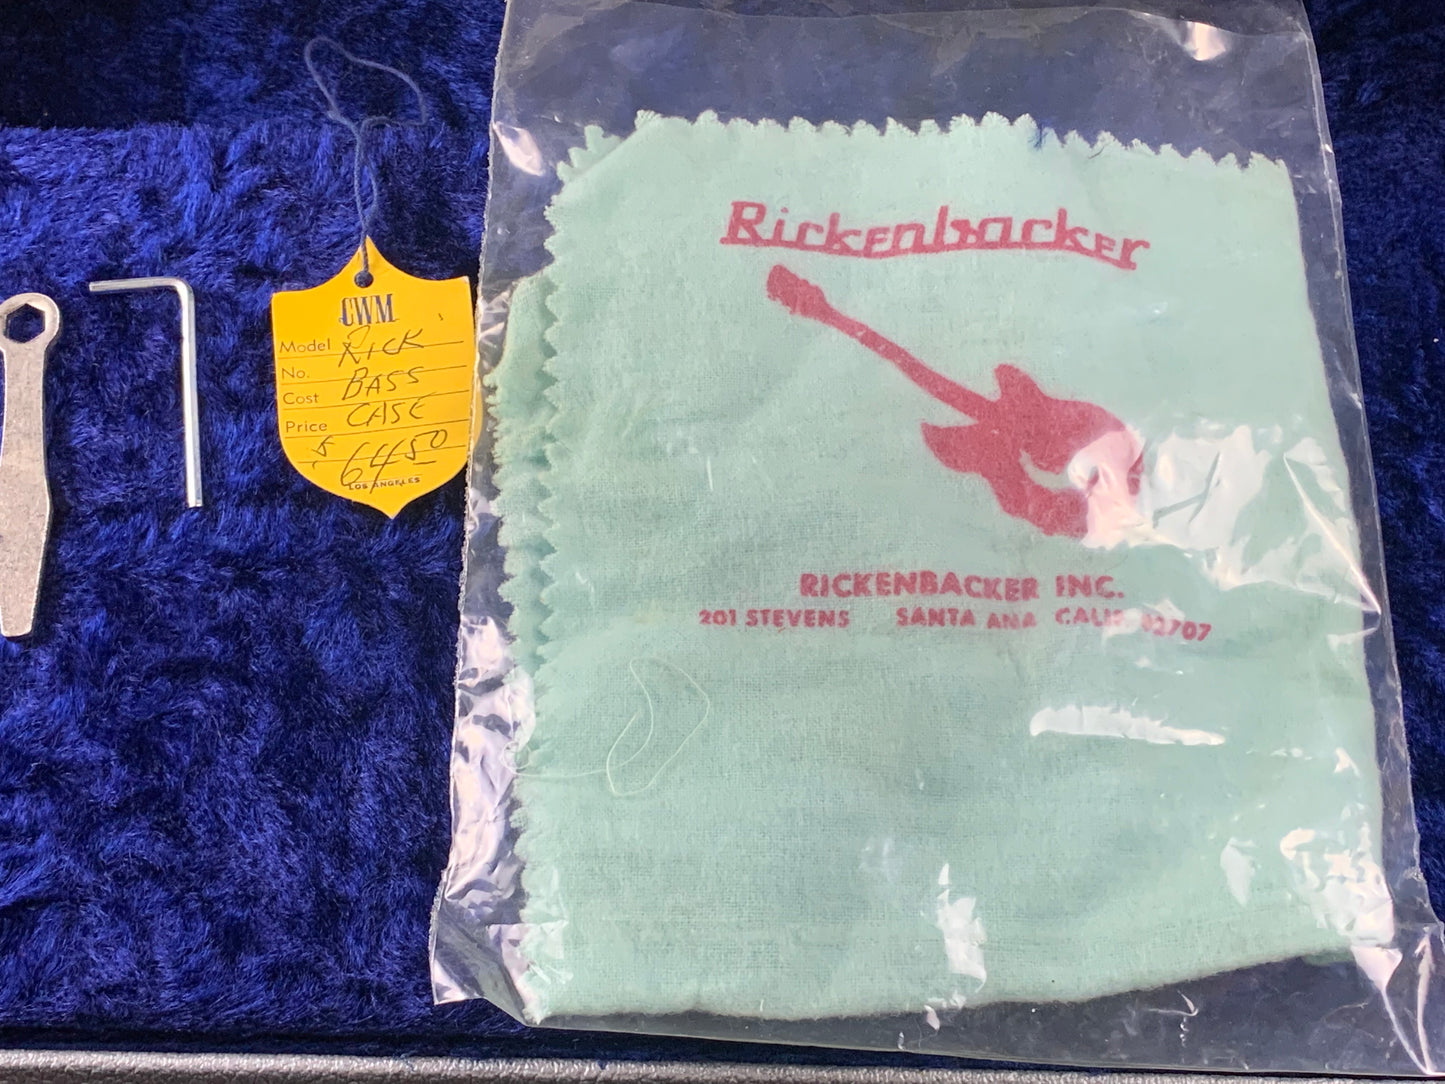 CWM
Model RICK
No. BASS
Cost CASE
Price
$ 64.50
LOS ANGELES
Rickenbacker
RICKENBACKER INC.
201 STEVENS SANTA ANA CALIF. 92707